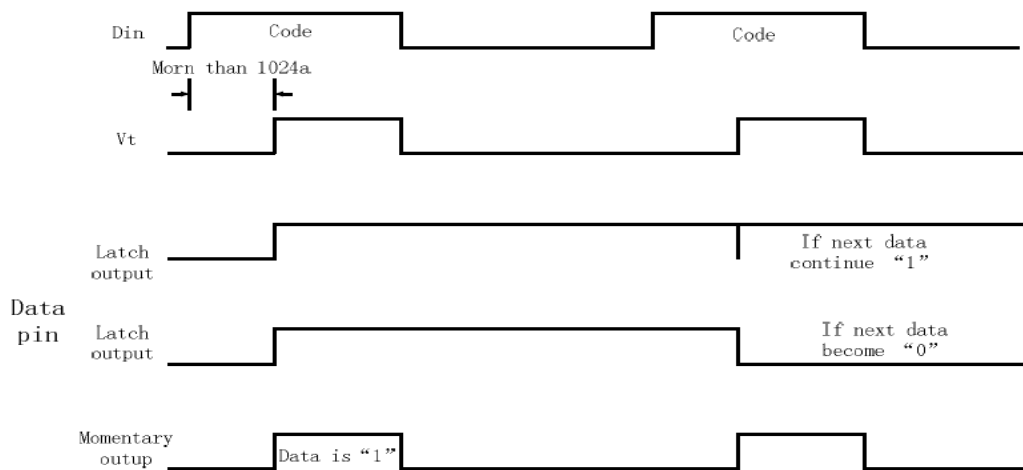 Din
Code
Code
Morn than 1024a
Vt
Latch
output
If next data
continue “1”
Data
pin
Latch
output
If next data
become “0”
Momentary
outup
Data is “1”